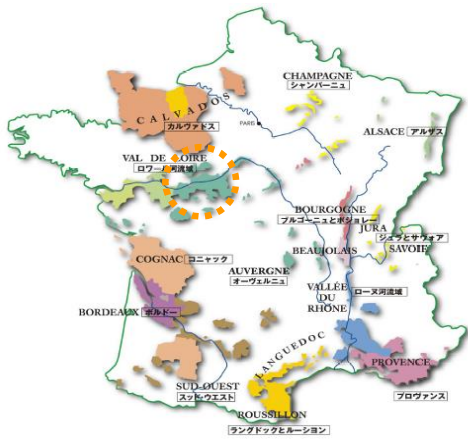 CHAMPAGNE
シャンパーニュ
CALVADOS
カルヴァドス
PARIS
ALSACE アルザス
VAL DE LOIRE
ロワール河流域
BOURGOGNE
ブルゴーニュとボジョレー
JURA
ジュラとサヴォア
SAVOIE
BEAUJOLAIS
COGNAC コニャック
AUVERGNE
オーヴェルニュ
VALLÉE
DU
RHÔNE
ローヌ河流域
BORDEAUX ボルドー
LANGUEDOC
PROVENCE
プロヴァンス
SUD-OUEST
スッド・ウエスト
ROUSSILLON
ラングドックとルーション